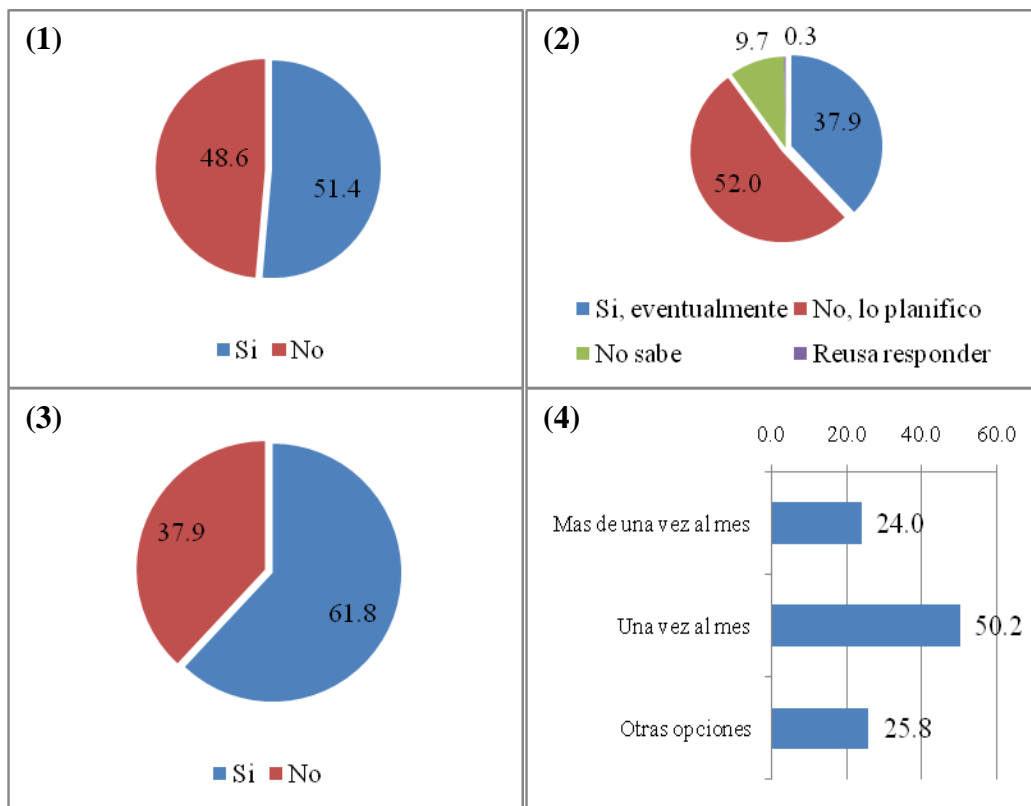 (1)
48.6
51.4
Si No
(2)
9.7 0.3
37.9
52.0
Si, eventualmente No, lo planifico
No sabe Reusa responder
(3)
37.9
61.8
Si No
(4)
0.0 20.0 40.0 60.0
Mas de una vez al mes 24.0
Una vez al mes 50.2
Otras opciones 25.8